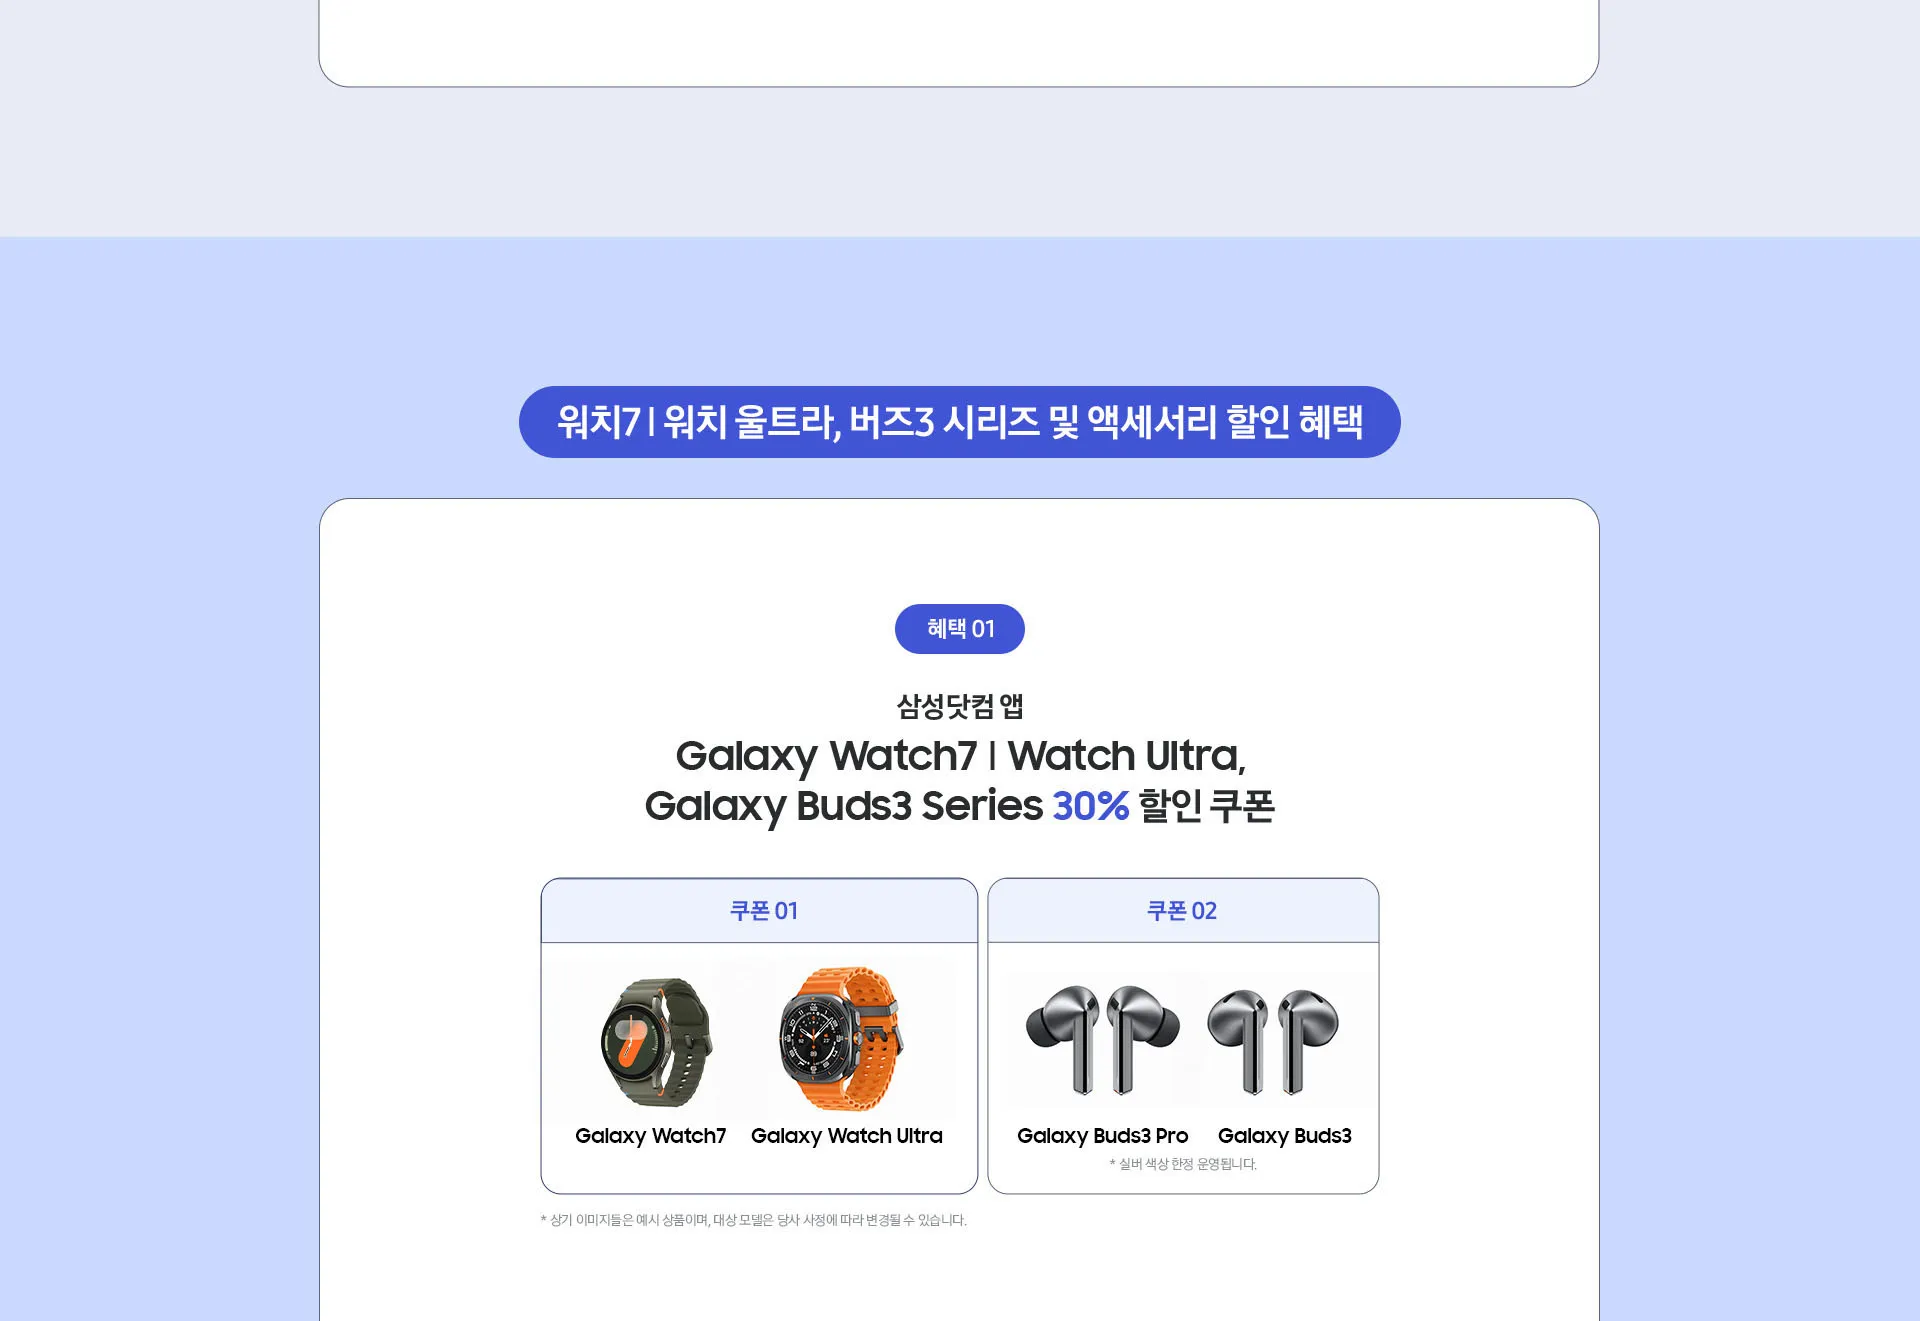 워치7 | 워치 울트라, 버즈3 시리즈 및 액세서리 할인 혜택
혜택 01
삼성닷컴 앱
Galaxy Watch7 | Watch Ultra,
Galaxy Buds3 Series 30% 할인 쿠폰
쿠폰 01
Galaxy Watch7
Galaxy Watch Ultra
쿠폰 02
Galaxy Buds3 Pro
Galaxy Buds3
* 실버 색상 한정 운영됩니다.
* 상기 이미지들은 예시 상품이며, 대상 모델은 당사 사정에 따라 변경될 수 있습니다.